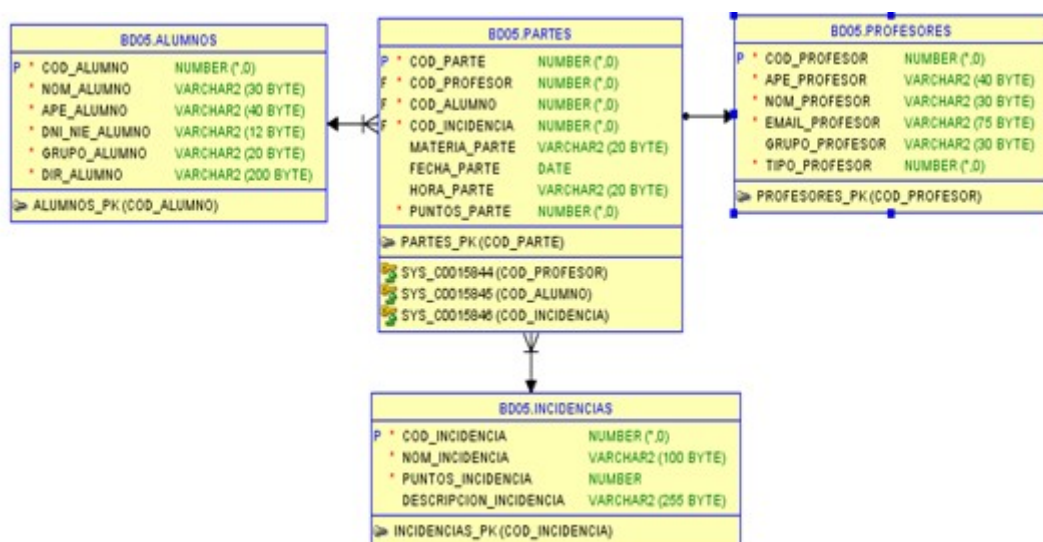 BD05.ALUMNOS
P * COD_ALUMNO NUMBER (*,0)
* NOM_ALUMNO VARCHAR2 (30 BYTE)
* APE_ALUMNO VARCHAR2 (40 BYTE)
* DNI_NIE_ALUMNO VARCHAR2 (12 BYTE)
* GRUPO_ALUMNO VARCHAR2 (20 BYTE)
* DIR_ALUMNO VARCHAR2 (200 BYTE)
ALUMNOS_PK (COD_ALUMNO)
BD05.PARTES
P * COD_PARTE NUMBER (*,0)
F * COD_PROFESOR NUMBER (*,0)
F * COD_ALUMNO NUMBER (*,0)
F * COD_INCIDENCIA NUMBER (*,0)
MATERIA_PARTE VARCHAR2 (20 BYTE)
FECHA_PARTE DATE
HORA_PARTE VARCHAR2 (20 BYTE)
* PUNTOS_PARTE NUMBER (*,0)
PARTES_PK (COD_PARTE)
SYS_C0015844 (COD_PROFESOR)
SYS_C0015845 (COD_ALUMNO)
SYS_C0015846 (COD_INCIDENCIA)
BD05.PROFESORES
P * COD_PROFESOR NUMBER (*,0)
* APE_PROFESOR VARCHAR2 (40 BYTE)
* NOM_PROFESOR VARCHAR2 (30 BYTE)
* EMAIL_PROFESOR VARCHAR2 (75 BYTE)
GRUPO_PROFESOR VARCHAR2 (30 BYTE)
* TIPO_PROFESOR NUMBER (*,0)
PROFESORES_PK (COD_PROFESOR)
BD05.INCIDENCIAS
P * COD_INCIDENCIA NUMBER (*,0)
* NOM_INCIDENCIA VARCHAR2 (100 BYTE)
* PUNTOS_INCIDENCIA NUMBER
DESCRIPCION_INCIDENCIA VARCHAR2 (255 BYTE)
INCIDENCIAS_PK (COD_INCIDENCIA)